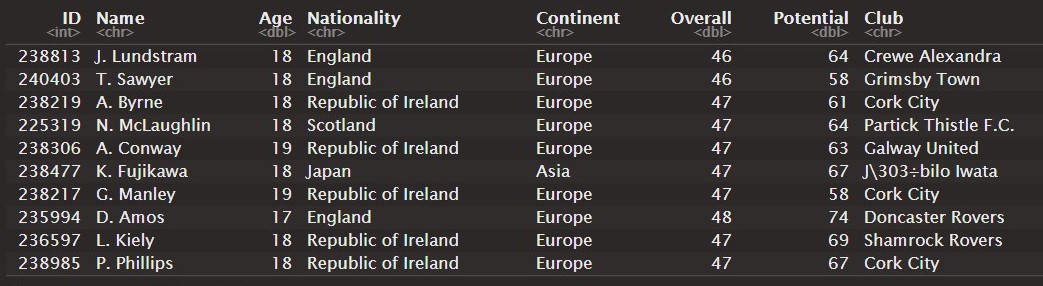 ID Name Age Nationality Continent Overall Potential Club
<int> <chr> <dbl> <chr> <chr> <dbl> <dbl> <chr>
238813 J. Lundstram 18 England Europe 46 64 Crewe Alexandra
240403 T. Sawyer 18 England Europe 46 58 Grimsby Town
238219 A. Byrne 18 Republic of Ireland Europe 47 61 Cork City
225319 N. McLaughlin 18 Scotland Europe 47 64 Partick Thistle F.C.
238306 A. Conway 19 Republic of Ireland Europe 47 63 Galway United
238477 K. Fujikawa 18 Japan Asia 47 67 J\303÷bilo Iwata
238217 G. Manley 19 Republic of Ireland Europe 47 58 Cork City
235994 D. Amos 17 England Europe 48 74 Doncaster Rovers
236597 L. Kiely 18 Republic of Ireland Europe 47 69 Shamrock Rovers
238985 P. Phillips 18 Republic of Ireland Europe 47 67 Cork City